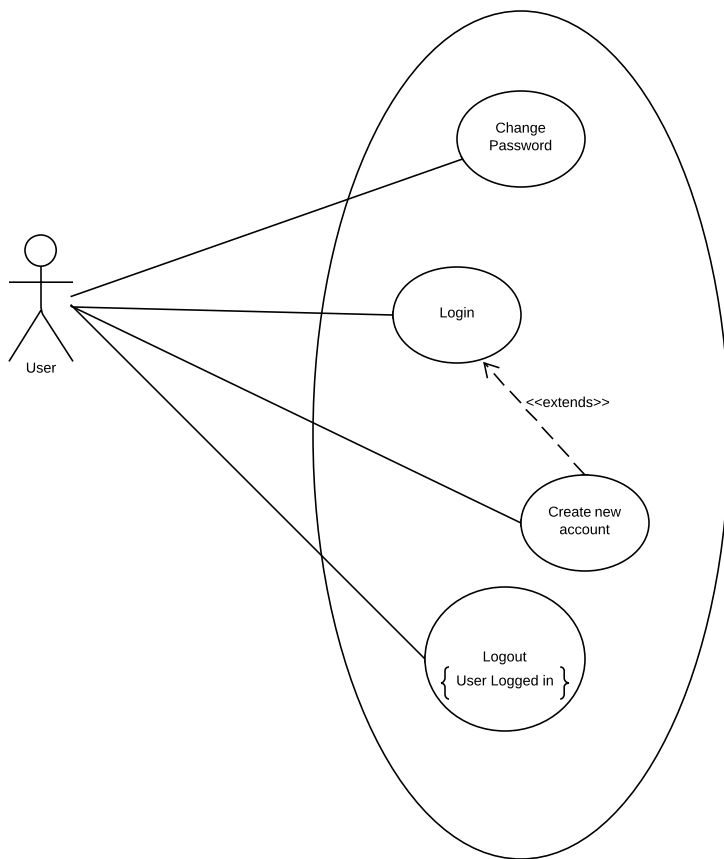 Change
Password
Login
User
<<extends>>
Create new
account
Logout
{ User Logged in }